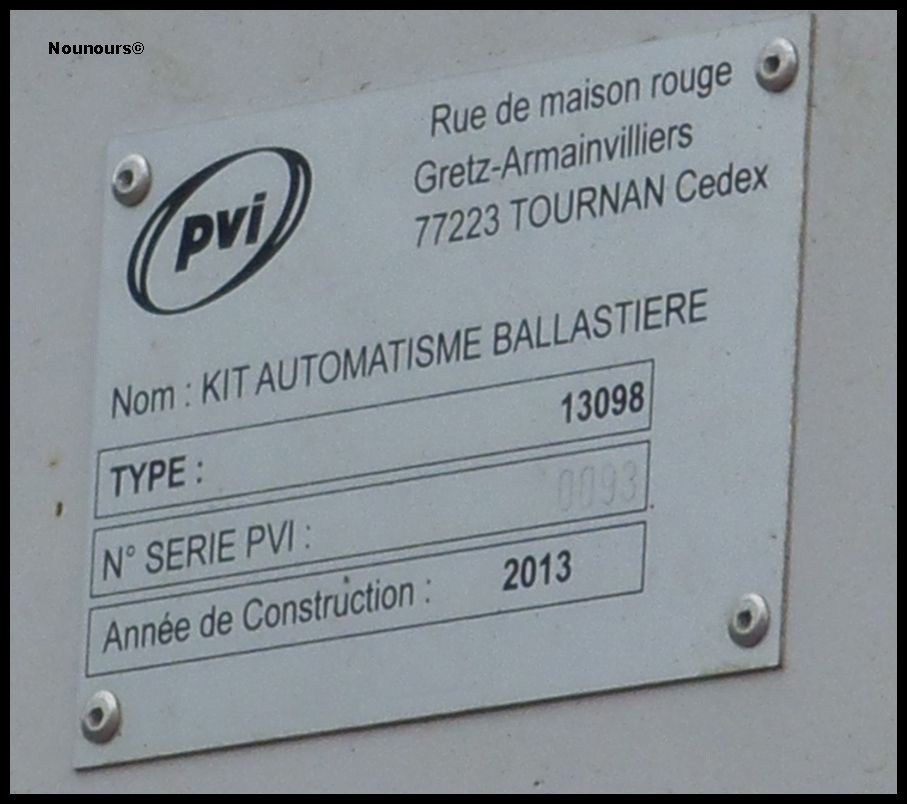 Nounours©
pvi
Rue de maison rouge
Gretz-Armainvilliers
77223 TOURNAN Cedex
Nom : KIT AUTOMATISME BALLASTIERE
TYPE : 13098
N° SERIE PVI : 0093
Année de Construction : 2013